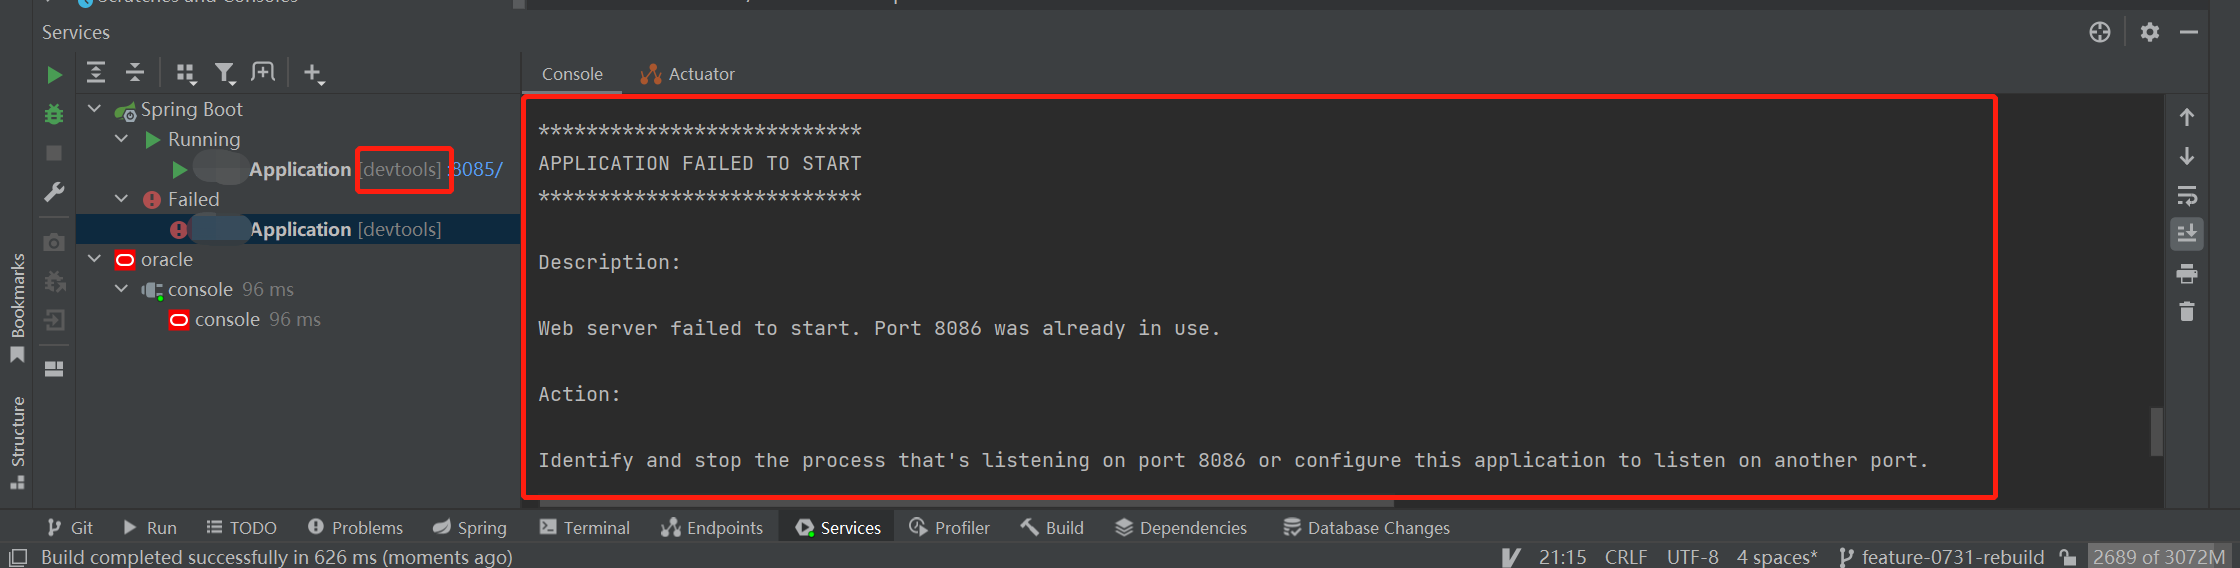 Scratches and Consoles
Services
Console
Actuator
Spring Boot
Running
Application [devtools] :8085/
Failed
Application [devtools]
oracle
console 96 ms
console 96 ms
***************************
APPLICATION FAILED TO START
***************************
Description:
Web server failed to start. Port 8086 was already in use.
Action:
Identify and stop the process that's listening on port 8086 or configure this application to listen on another port.
Bookmarks
Structure
Git
Run
TODO
Problems
Spring
Terminal
Endpoints
Services
Profiler
Build
Dependencies
Database Changes
Build completed successfully in 626 ms (moments ago)
21:15
CRLF
UTF-8
4 spaces*
feature-0731-rebuild
2689 of 3072M